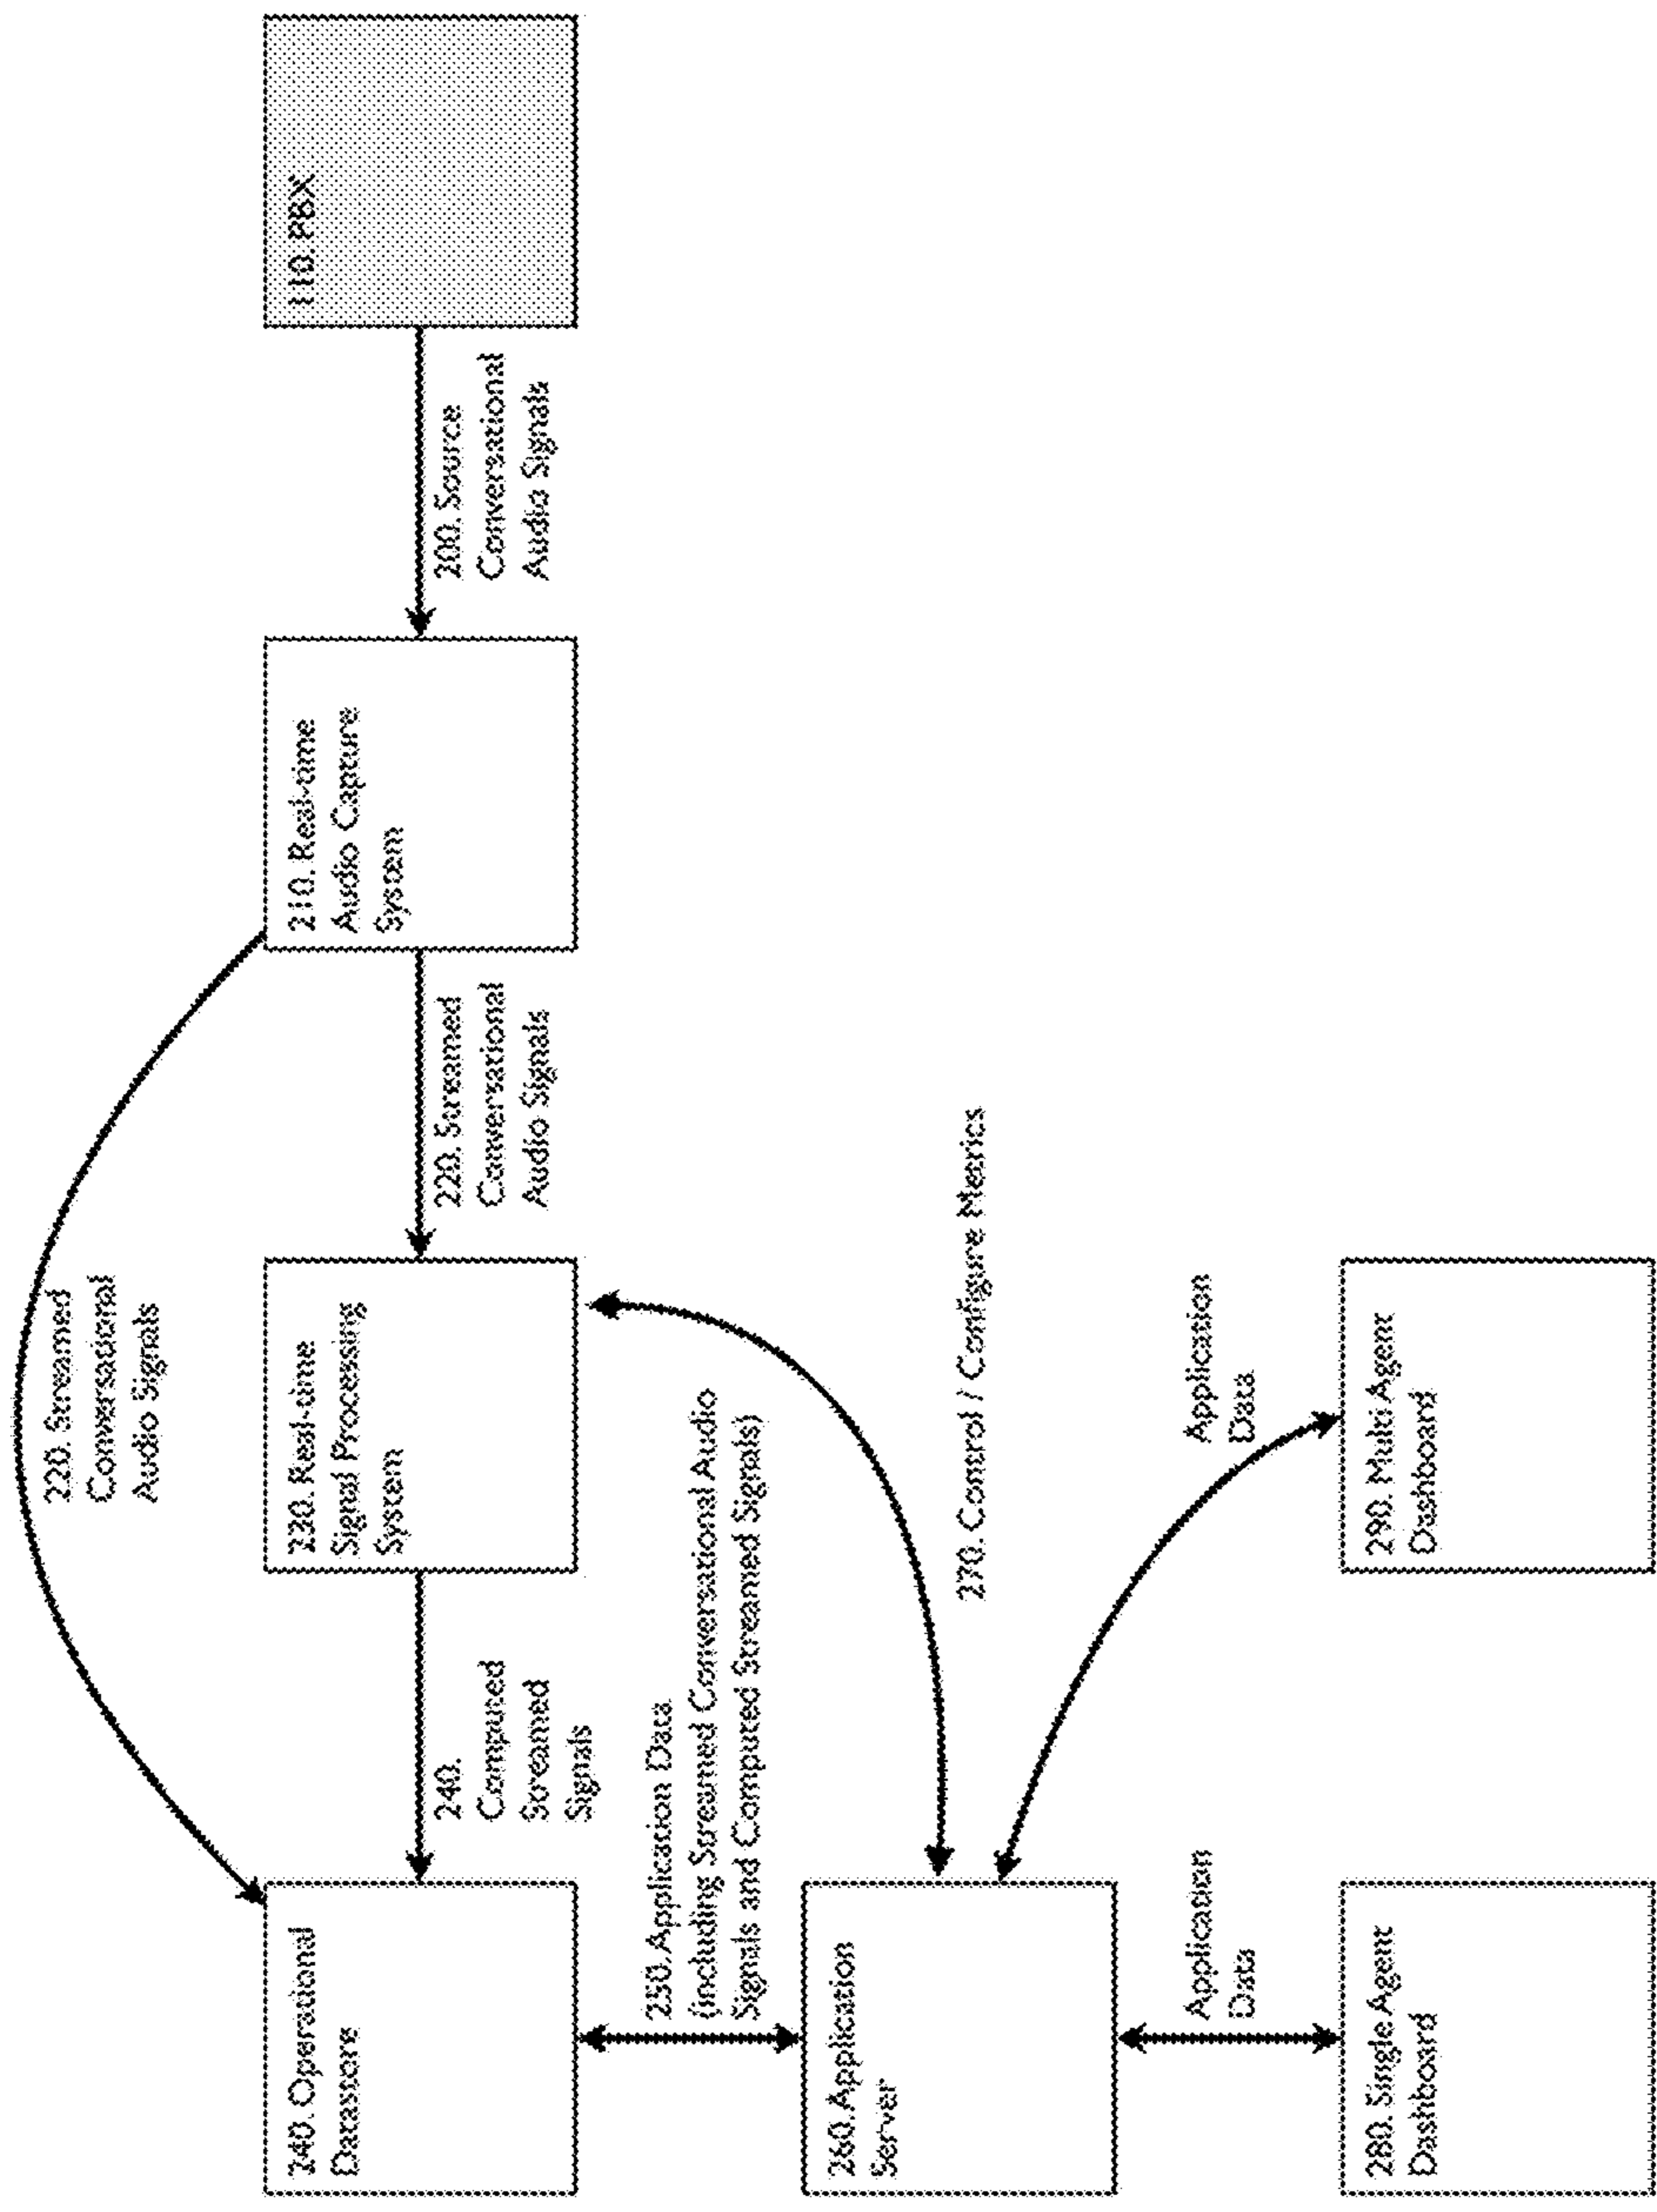 110. PBX
200. Source
Conversational
Audio Signals
210. Real-time
Audio Capture
System
220. Streamed
Conversational
Audio Signals
220. Streamed
Conversational
Audio Signals
230. Real-time
Signal Processing
System
240.
Computed
Streamed
Signals
240. Operational
Datastore
250. Application Data
(including Streamed Conversational Audio
Signals and Computed Streamed Signals)
260. Application
Server
270. Control / Configure Metrics
Application
Data
280. Single Agent
Dashboard
Application
Data
290. Multi Agent
Dashboard